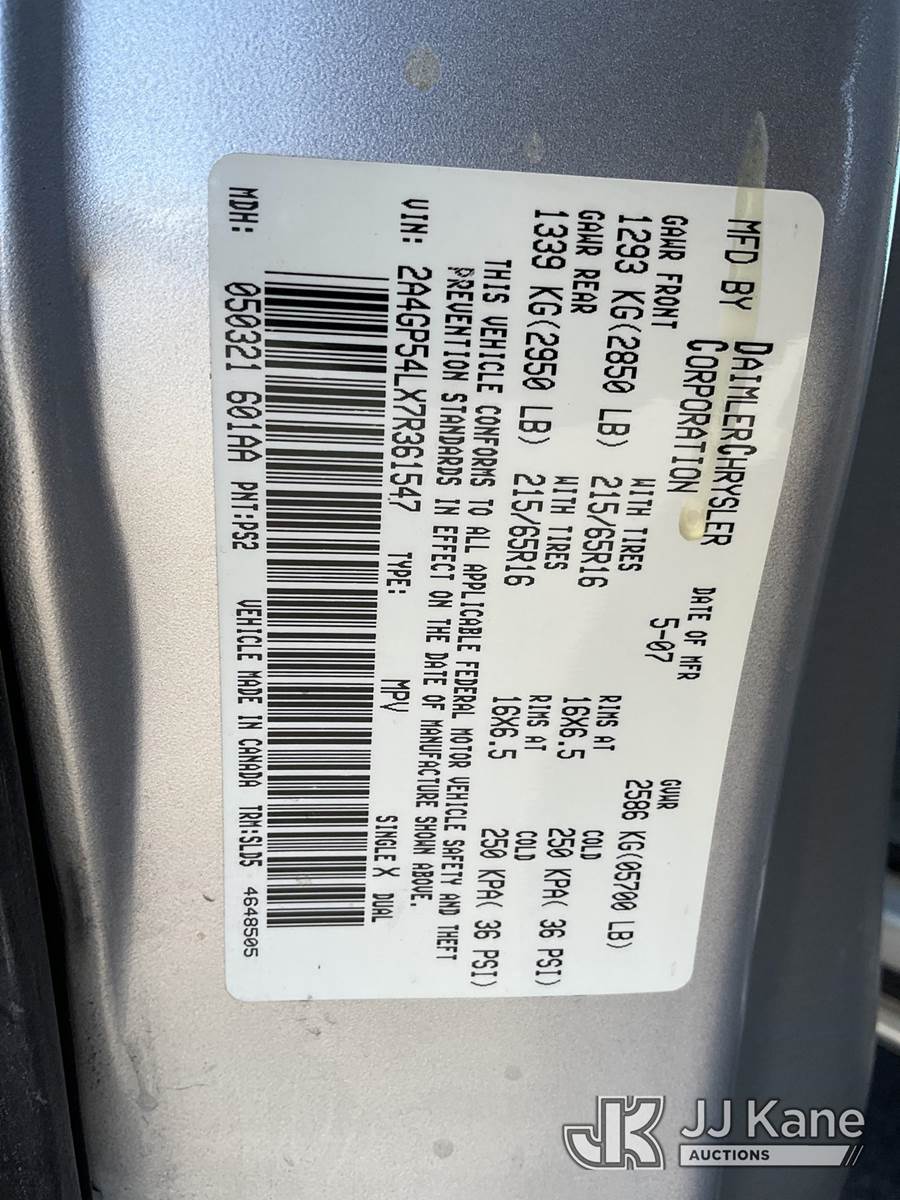 MFD BY DAIMLERCHRYSLER CORPORATION
DATE OF MFR 5-07
GVWR 2586 KG(05700 LB)
GAWR FRONT
1293 KG(2850 LB)
WITH TIRES
215/65R16
RIMS AT
16X6.5
COLD
250 KPA( 36 PSI)
GAWR REAR
1339 KG(2950 LB)
WITH TIRES
215/65R16
RIMS AT
16X6.5
COLD
250 KPA( 36 PSI)
THIS VEHICLE CONFORMS TO ALL APPLICABLE FEDERAL MOTOR VEHICLE SAFETY AND THEFT
PREVENTION STANDARDS IN EFFECT ON THE DATE OF MANUFACTURE SHOWN ABOVE.
VIN: 2A4GP54LX7R361547 TYPE: MPV SINGLE X DUAL
MDH: 050321 601AA PNT:PS2 VEHICLE MADE IN CANADA TRM:SLD5 4648505
JK JJ Kane
AUCTIONS